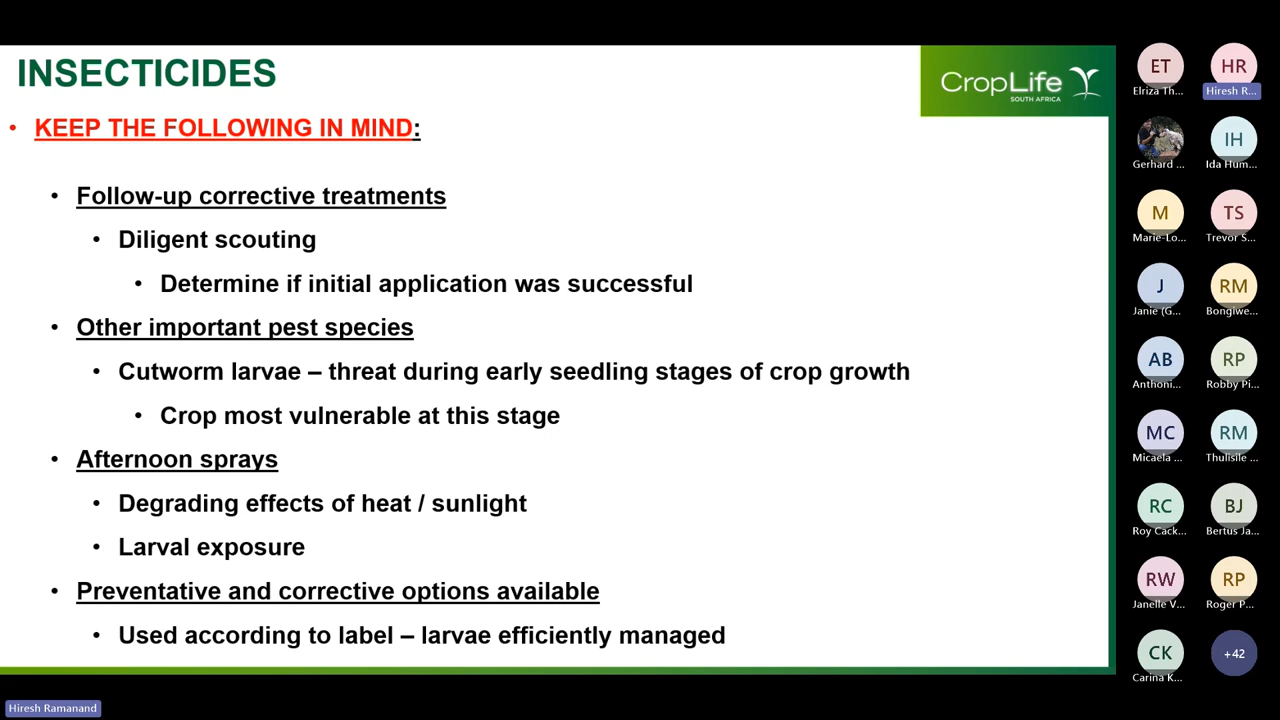 INSECTICIDES
CropLife
SOUTH AFRICA
• KEEP THE FOLLOWING IN MIND:
• Follow-up corrective treatments
• Diligent scouting
• Determine if initial application was successful
• Other important pest species
• Cutworm larvae – threat during early seedling stages of crop growth
• Crop most vulnerable at this stage
• Afternoon sprays
• Degrading effects of heat / sunlight
• Larval exposure
• Preventative and corrective options available
• Used according to label – larvae efficiently managed
ET
Elriza Th...
HR
Hiresh R...
Gerhard ...
IH
Ida Hum...
M
Marie-Lo...
TS
Trevor S...
J
Janie (G...
RM
Bongiwe...
AB
Anthoni...
RP
Robby Pi...
MC
Micaela ...
RM
Thulisile ...
RC
Roy Cack...
BJ
Bertus Ja...
RW
Janelle V...
RP
Roger P...
CK
Carina K...
+42
Hiresh Ramanand